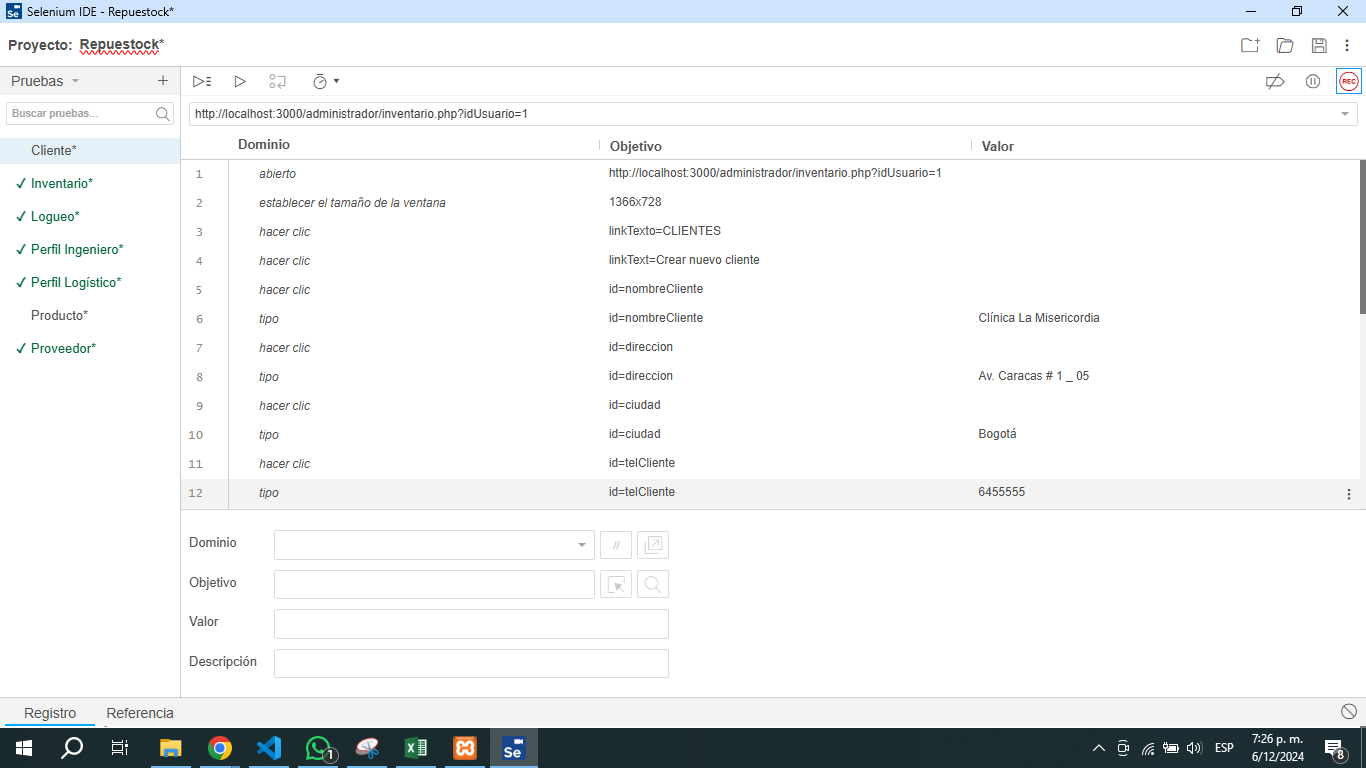 Selenium IDE - Repuestock*
Proyecto: Repuestock*
Pruebas
Buscar pruebas...
Cliente*
Inventario*
Logueo*
Perfil Ingeniero*
Perfil Logístico*
Producto*
Proveedor*
REC
http://localhost:3000/administrador/inventario.php?idUsuario=1
Dominio Objetivo Valor
1 abierto http://localhost:3000/administrador/inventario.php?idUsuario=1
2 establecer el tamaño de la ventana 1366x728
3 hacer clic linkTexto=CLIENTES
4 hacer clic linkText=Crear nuevo cliente
5 hacer clic id=nombreCliente
6 tipo id=nombreCliente Clínica La Misericordia
7 hacer clic id=direccion
8 tipo id=direccion Av. Caracas # 1 _ 05
9 hacer clic id=ciudad
10 tipo id=ciudad Bogotá
11 hacer clic id=telCliente
12 tipo id=telCliente 6455555
Dominio
//
Objetivo
Valor
Descripción
Registro Referencia
1
Se
ESP
7:26 p. m.
6/12/2024
8